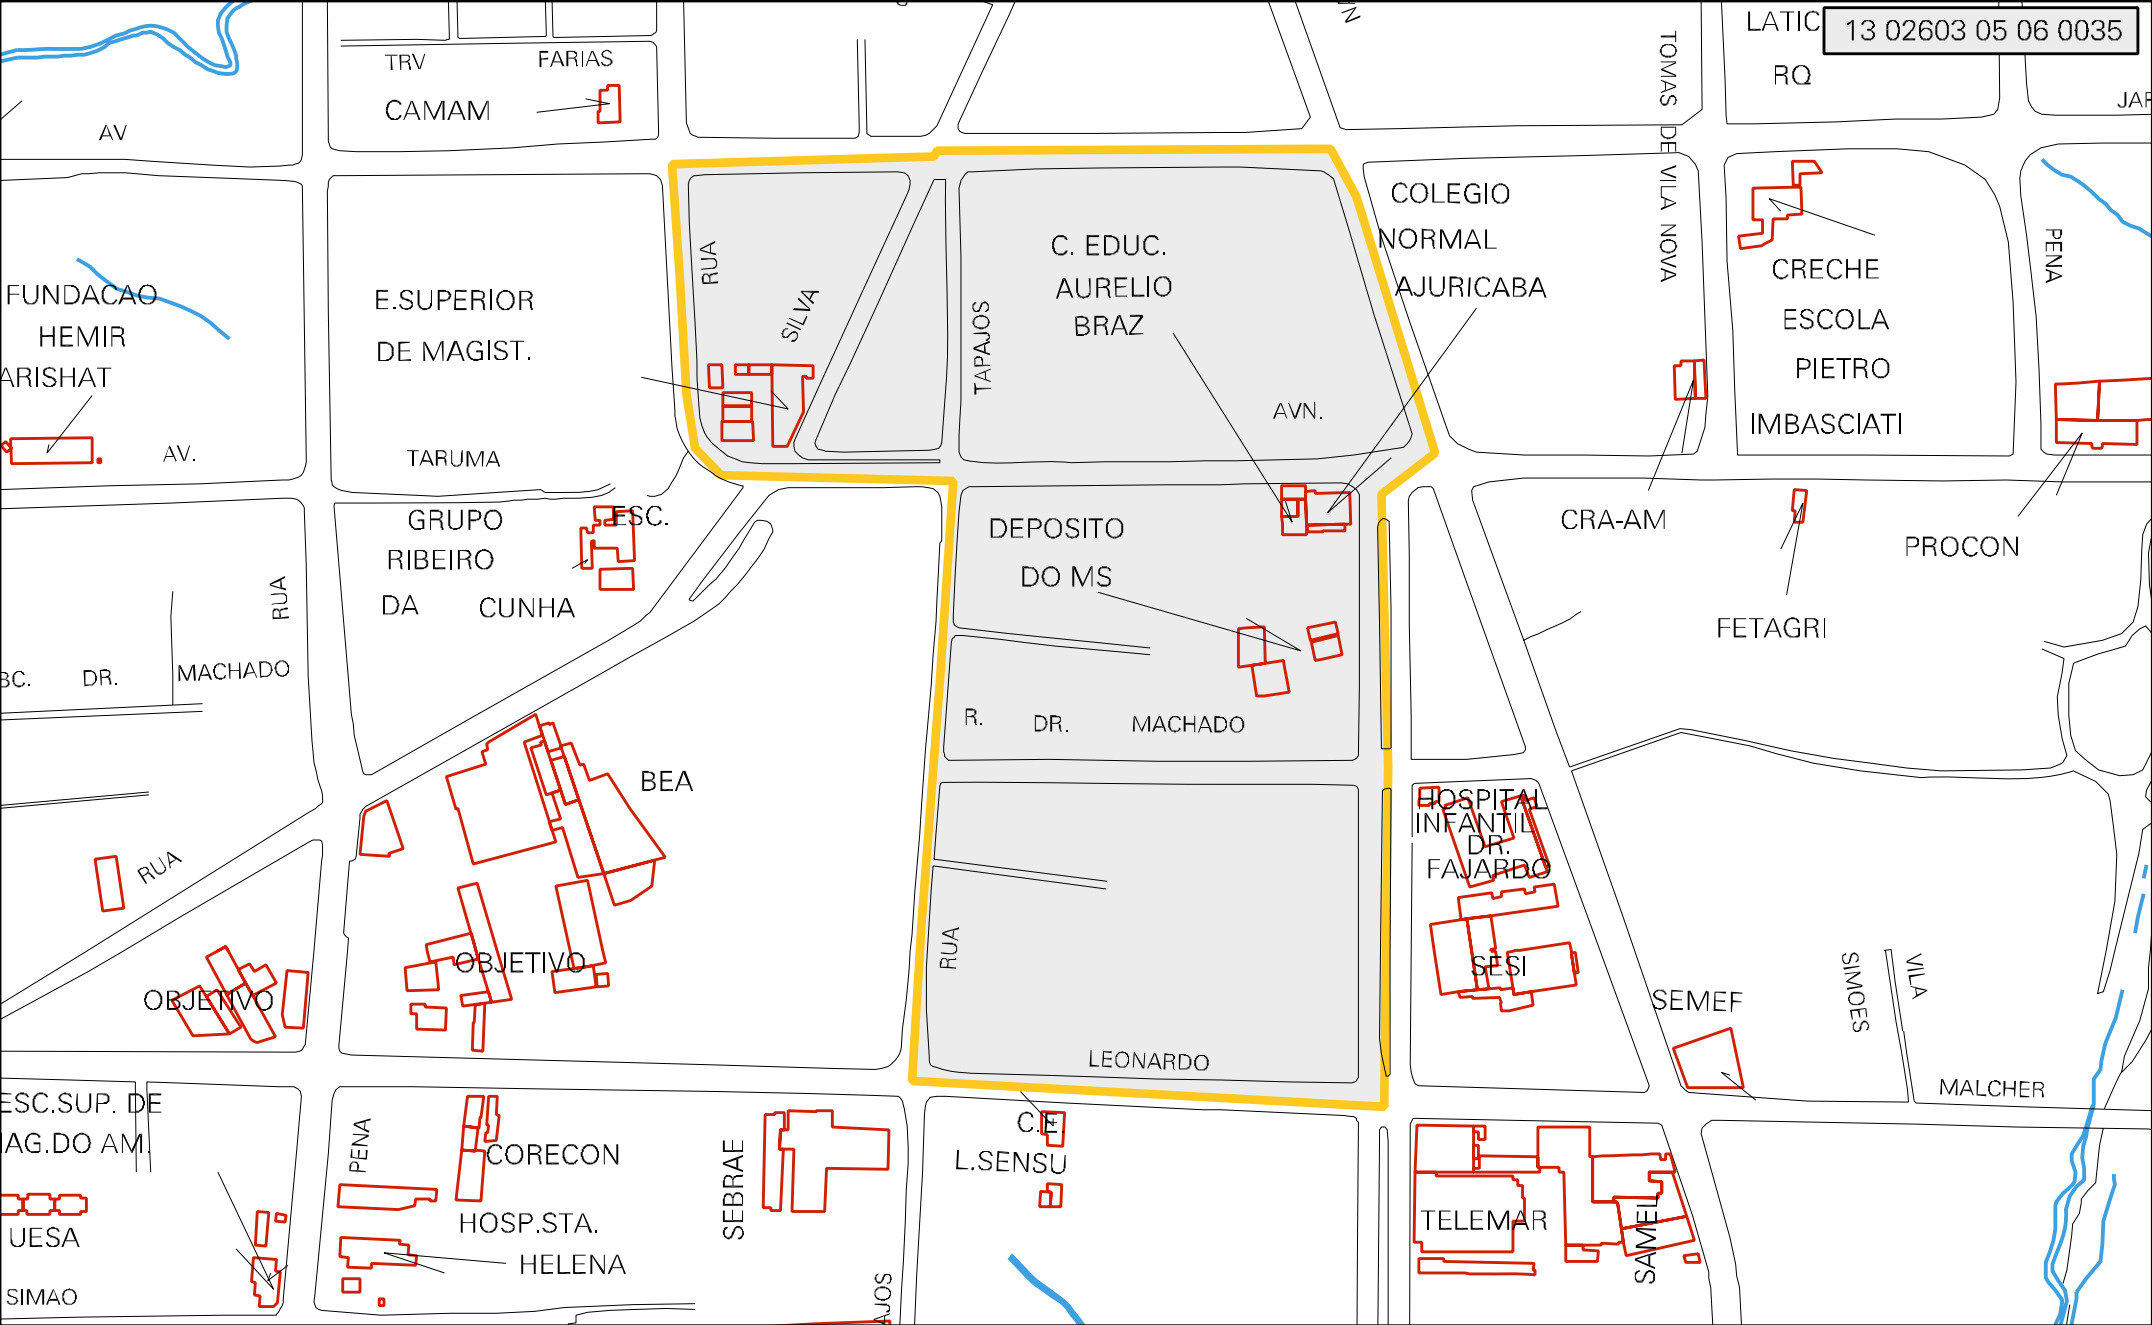 13 02603 05 06 0035
LATIC
RQ
TRV FARIAS
CAMAM
AV
TOMAS DE VILA NOVA
COLEGIO
NORMAL
AJURICABA
C. EDUC.
AURELIO
BRAZ
RUA
SILVA
TAPAJOS
AVN.
E.SUPERIOR
DE MAGIST.
FUNDACAO
HEMIR
ARISHAT
AV.
TARUMA
CRECHE
ESCOLA
PIETRO
IMBASCIATI
PENA
GRUPO ESC.
RIBEIRO
DA CUNHA
RUA
DEPOSITO
DO MS
CRA-AM
PROCON
FETAGRI
DR. MACHADO
R. DR. MACHADO
BEA
HOSPITAL
INFANTIL
DR.
FAJARDO
RUA
RUA
OBJETIVO
OBJETIVO
SESI
SEMEF
SIMOES
VILA
LEONARDO
MALCHER
ESC.SUP. DE
AG.DO AM.
PENA
CORECON
SEBRAE
C.E.
L.SENSU
UESA
HOSP.STA.
HELENA
TELEMAR
SAMEL
SIMAO
AJOS